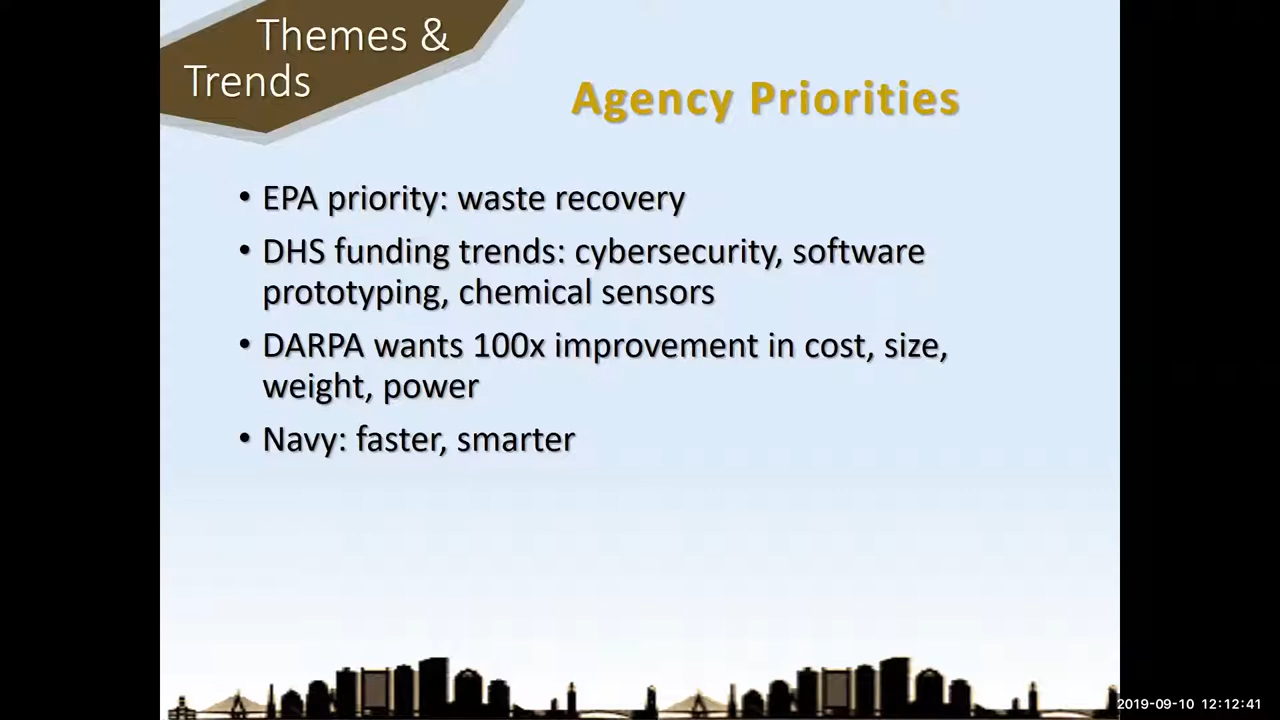 Themes &
Trends
Agency Priorities
• EPA priority: waste recovery
• DHS funding trends: cybersecurity, software
prototyping, chemical sensors
• DARPA wants 100x improvement in cost, size,
weight, power
• Navy: faster, smarter
2019-09-10 12:12:41